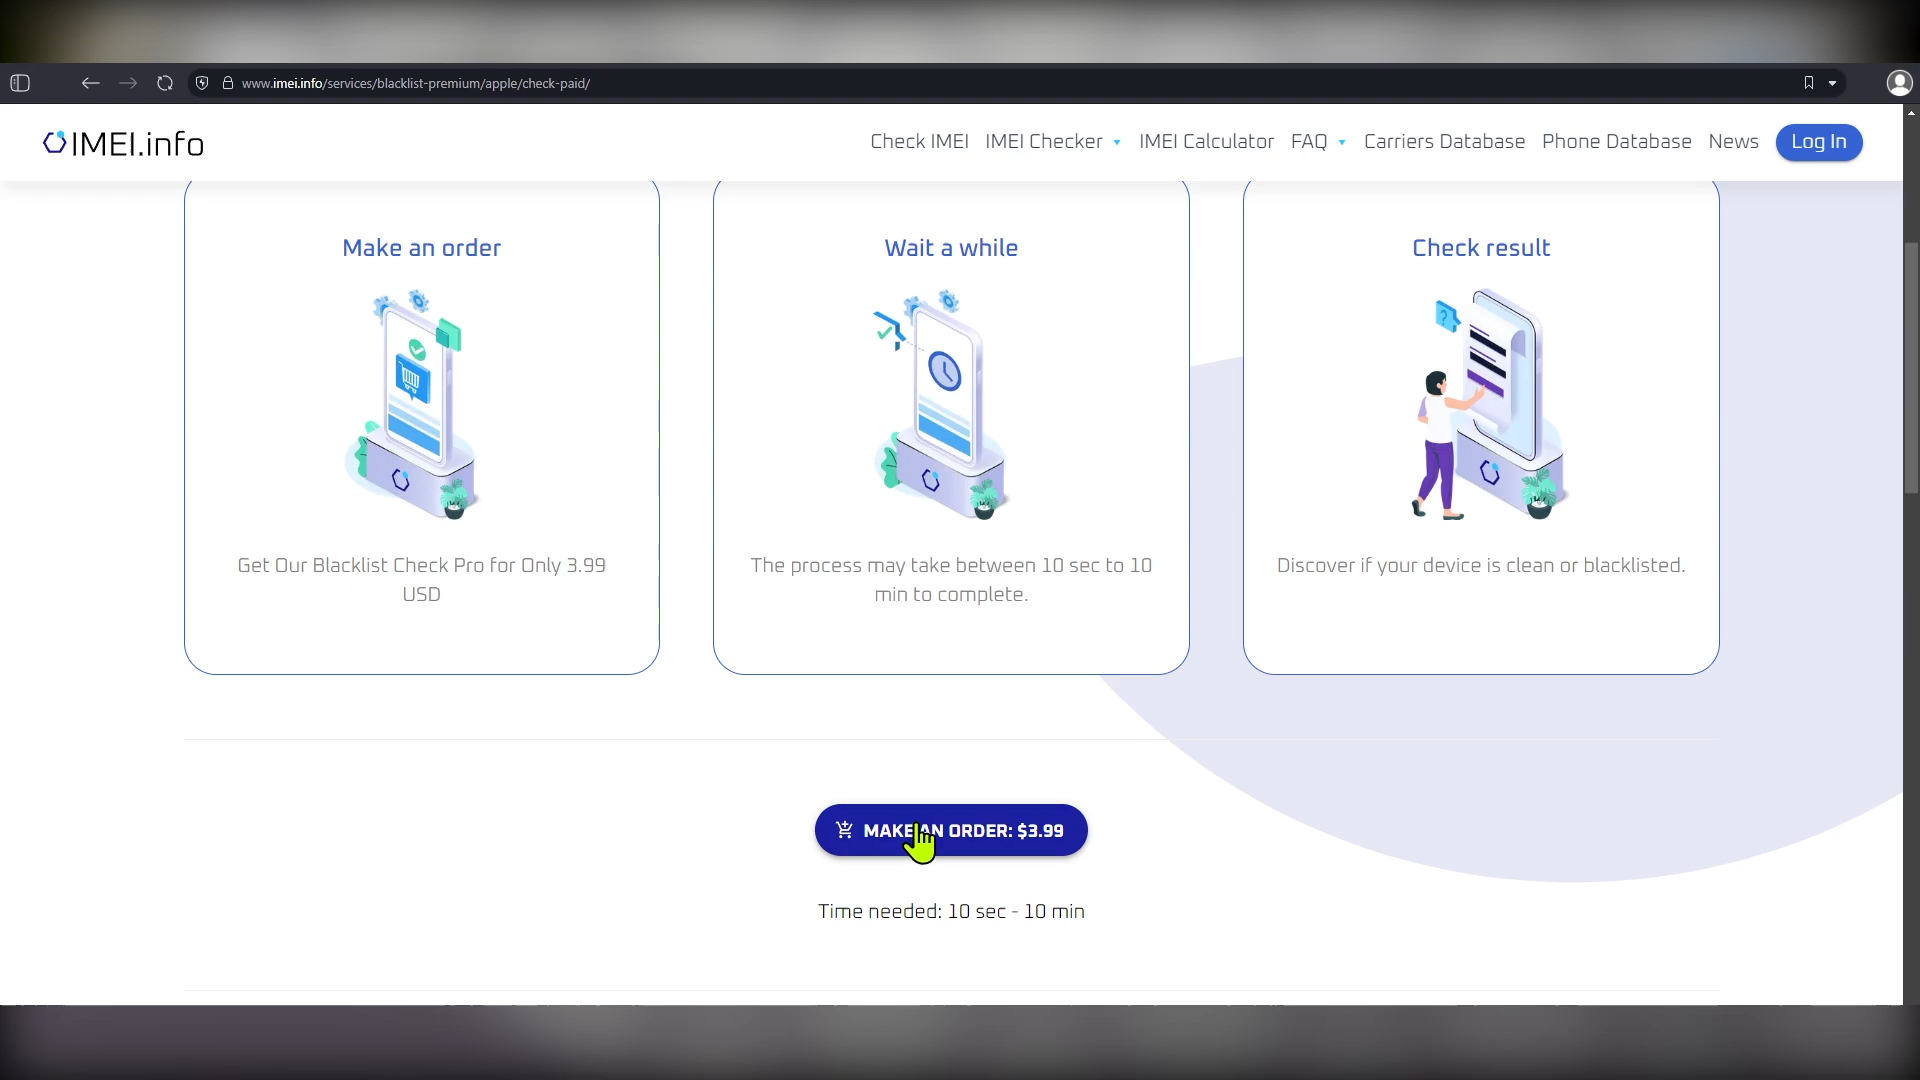 www.imei.info/services/blacklist-premium/apple/check-paid/
IMEI.info
Check IMEI IMEI Checker IMEI Calculator FAQ Carriers Database Phone Database News Log In
Make an order
Get Our Blacklist Check Pro for Only 3.99
USD
Wait a while
The process may take between 10 sec to 10
min to complete.
Check result
?
Discover if your device is clean or blacklisted.
MAKE AN ORDER: $3.99
Time needed: 10 sec - 10 min